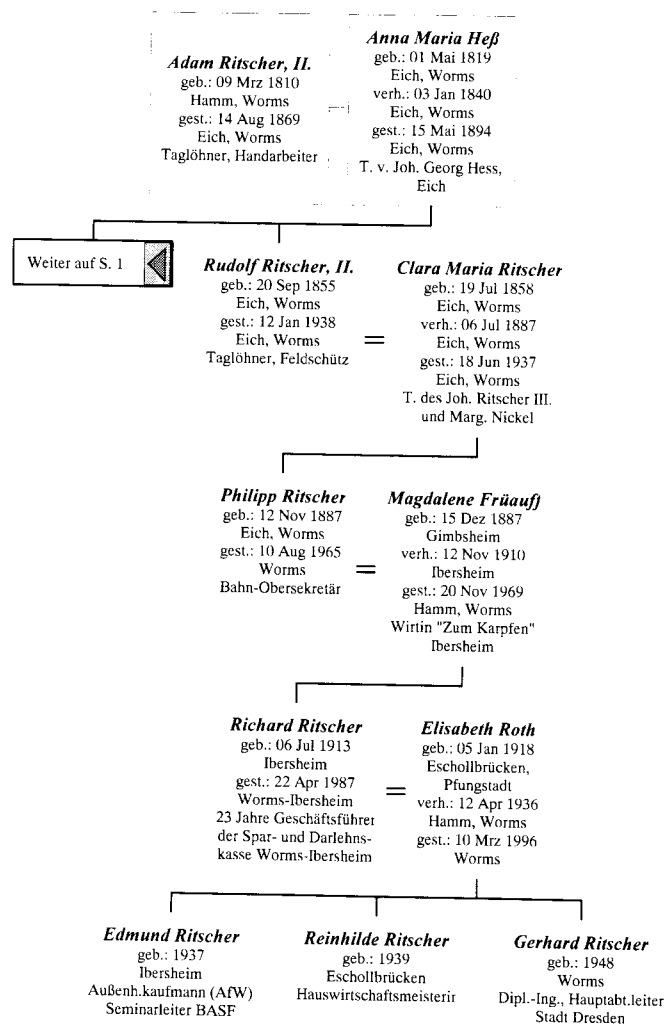 Adam Ritscher, II.
geb.: 09 Mrz 1810
Hamm, Worms
gest.: 14 Aug 1869
Eich, Worms
Taglöhner, Handarbeiter
Anna Maria Heß
geb.: 01 Mai 1819
Eich, Worms
verh.: 03 Jan 1840
Eich, Worms
gest.: 15 Mai 1894
Eich, Worms
T. v. Joh. Georg Hess,
Eich
Weiter auf S. 1
Rudolf Ritscher, II.
geb.: 20 Sep 1855
Eich, Worms
gest.: 12 Jan 1938
Eich, Worms
Taglöhner, Feldschütz
=
Clara Maria Ritscher
geb.: 19 Jul 1858
Eich, Worms
verh.: 06 Jul 1887
Eich, Worms
gest.: 18 Jun 1937
Eich, Worms
T. des Joh. Ritscher III.
und Marg. Nickel
Philipp Ritscher
geb.: 12 Nov 1887
Eich, Worms
gest.: 10 Aug 1965
Worms
Bahn-Obersekretär
=
Magdalene Früauff
geb.: 15 Dez 1887
Gimbsheim
verh.: 12 Nov 1910
Ibersheim
gest.: 20 Nov 1969
Hamm, Worms
Wirtin "Zum Karpfen"
Ibersheim
Richard Ritscher
geb.: 06 Jul 1913
Ibersheim
gest.: 22 Apr 1987
Worms-Ibersheim
23 Jahre Geschäftsführer
der Spar- und Darlehns-
kasse Worms-Ibersheim
=
Elisabeth Roth
geb.: 05 Jan 1918
Eschollbrücken,
Pfungstadt
verh.: 12 Apr 1936
Hamm, Worms
gest.: 10 Mrz 1996
Worms
Edmund Ritscher
geb.: 1937
Ibersheim
Außenh.kaufmann (AfW)
Seminarleiter BASF
Reinhilde Ritscher
geb.: 1939
Eschollbrücken
Hauswirtschaftsmeisterin
Gerhard Ritscher
geb.: 1948
Worms
Dipl.-Ing., Hauptabt.leiter
Stadt Dresden